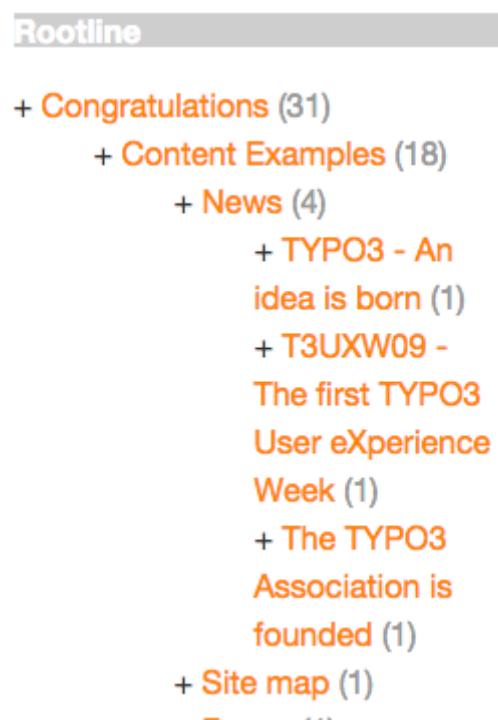 Rootline
+ Congratulations (31)
+ Content Examples (18)
+ News (4)
+ TYPO3 - An
idea is born (1)
+ T3UXW09 -
The first TYPO3
User eXperience
Week (1)
+ The TYPO3
Association is
founded (1)
+ Site map (1)